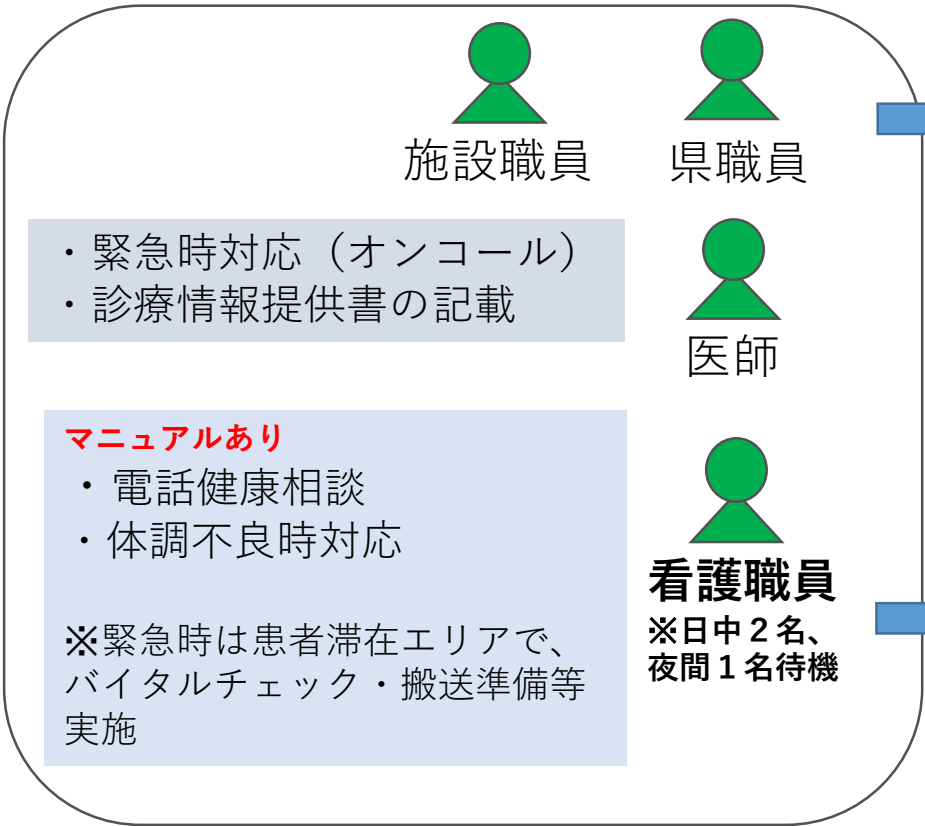 施設職員
県職員
・緊急時対応（オンコール）
・診療情報提供書の記載
医師
マニュアルあり
・電話健康相談
・体調不良時対応
※緊急時は患者滞在エリアで、
バイタルチェック・搬送準備等
実施
看護職員
※日中２名、
夜間１名待機